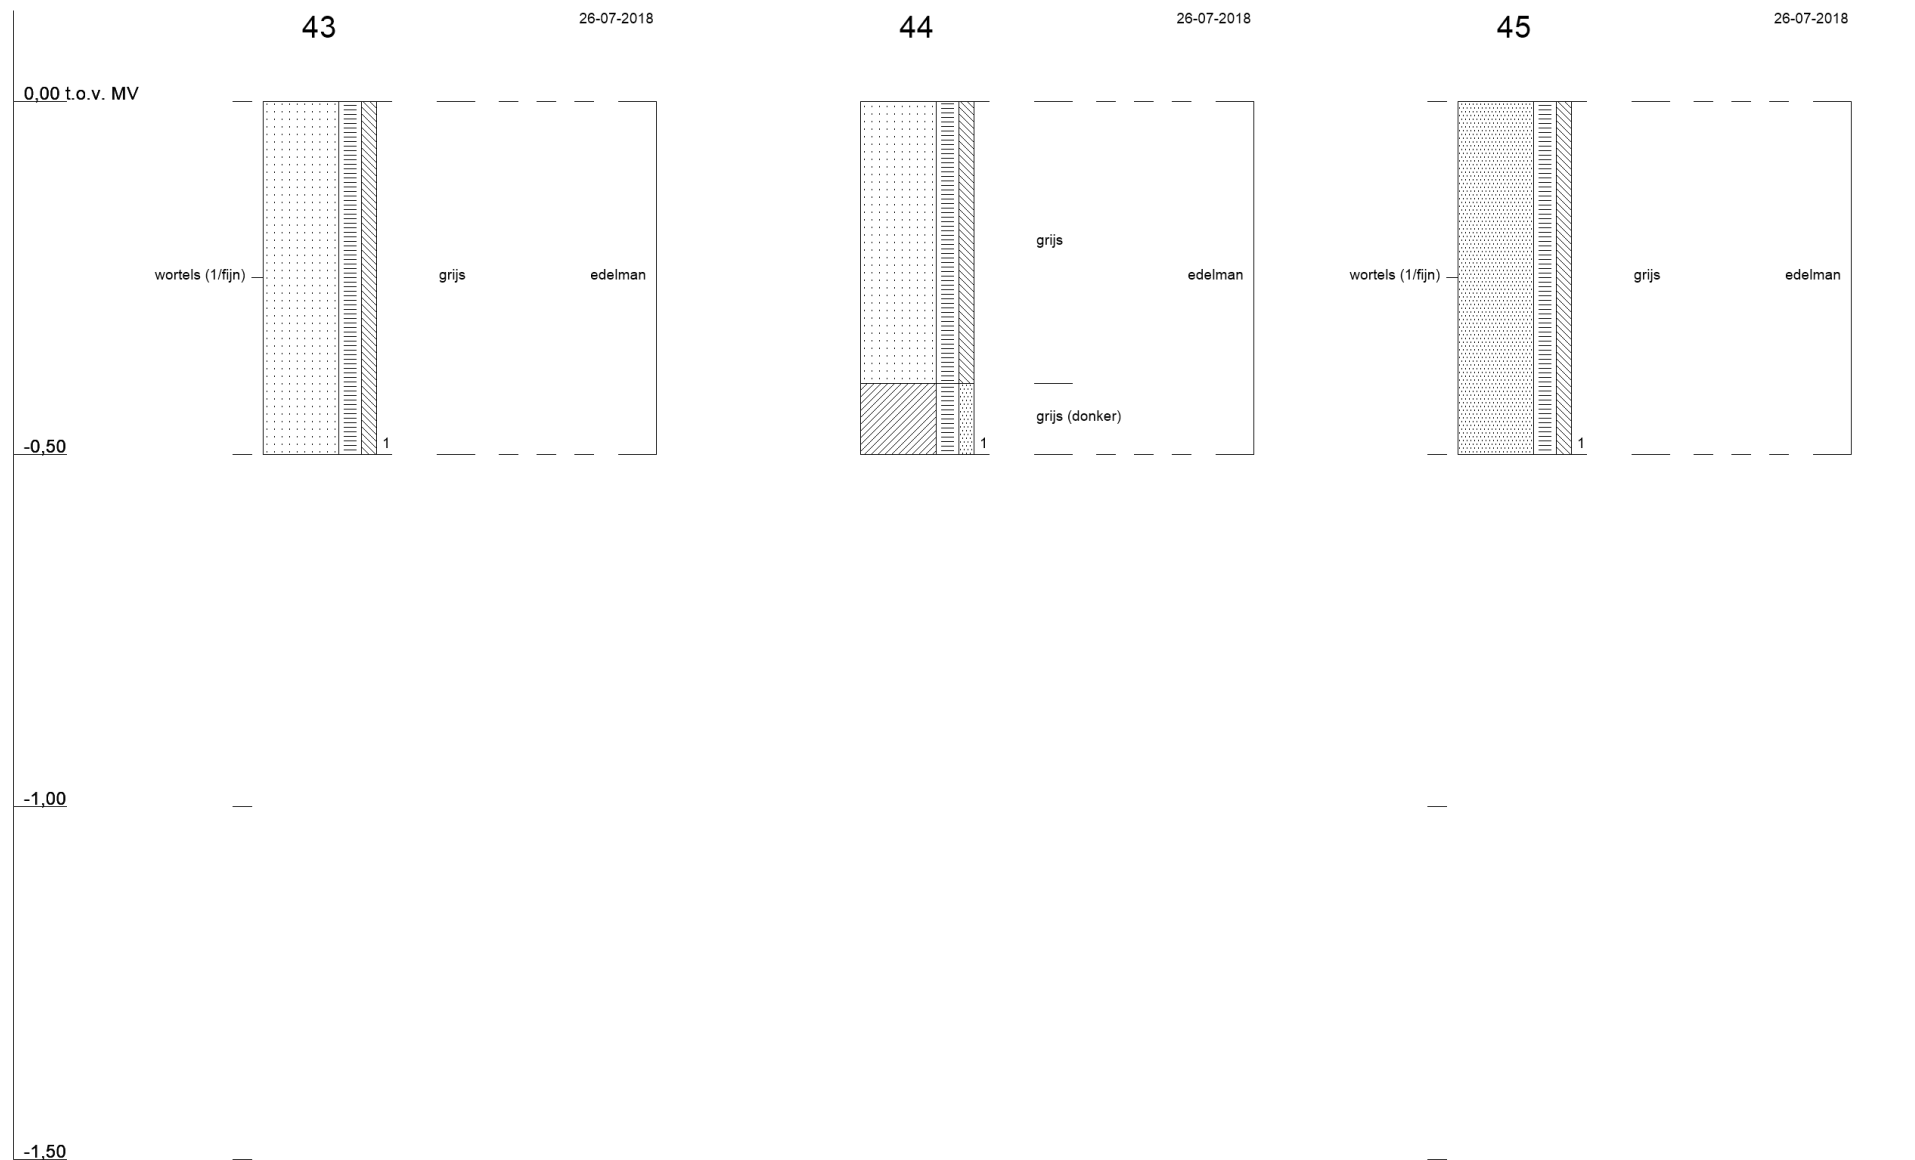 43 26-07-2018 44 26-07-2018 45 26-07-2018
0,00 t.o.v. MV
grijs
wortels (1/fijn) grijs edelman edelman wortels (1/fijn) grijs edelman
grijs (donker)
-0,50 1 1 1
-1,00
-1,50